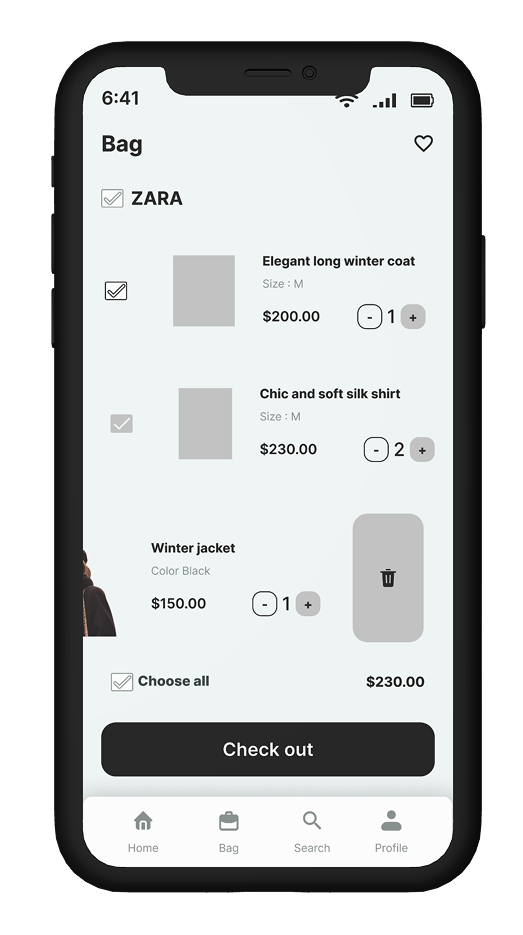 6:41
Bag
ZARA
Elegant long winter coat
Size : M
$200.00 - 1 +
Chic and soft silk shirt
Size : M
$230.00 - 2 +
Winter jacket
Color Black
$150.00 - 1 +
Choose all $230.00
Check out
Home Bag Search Profile